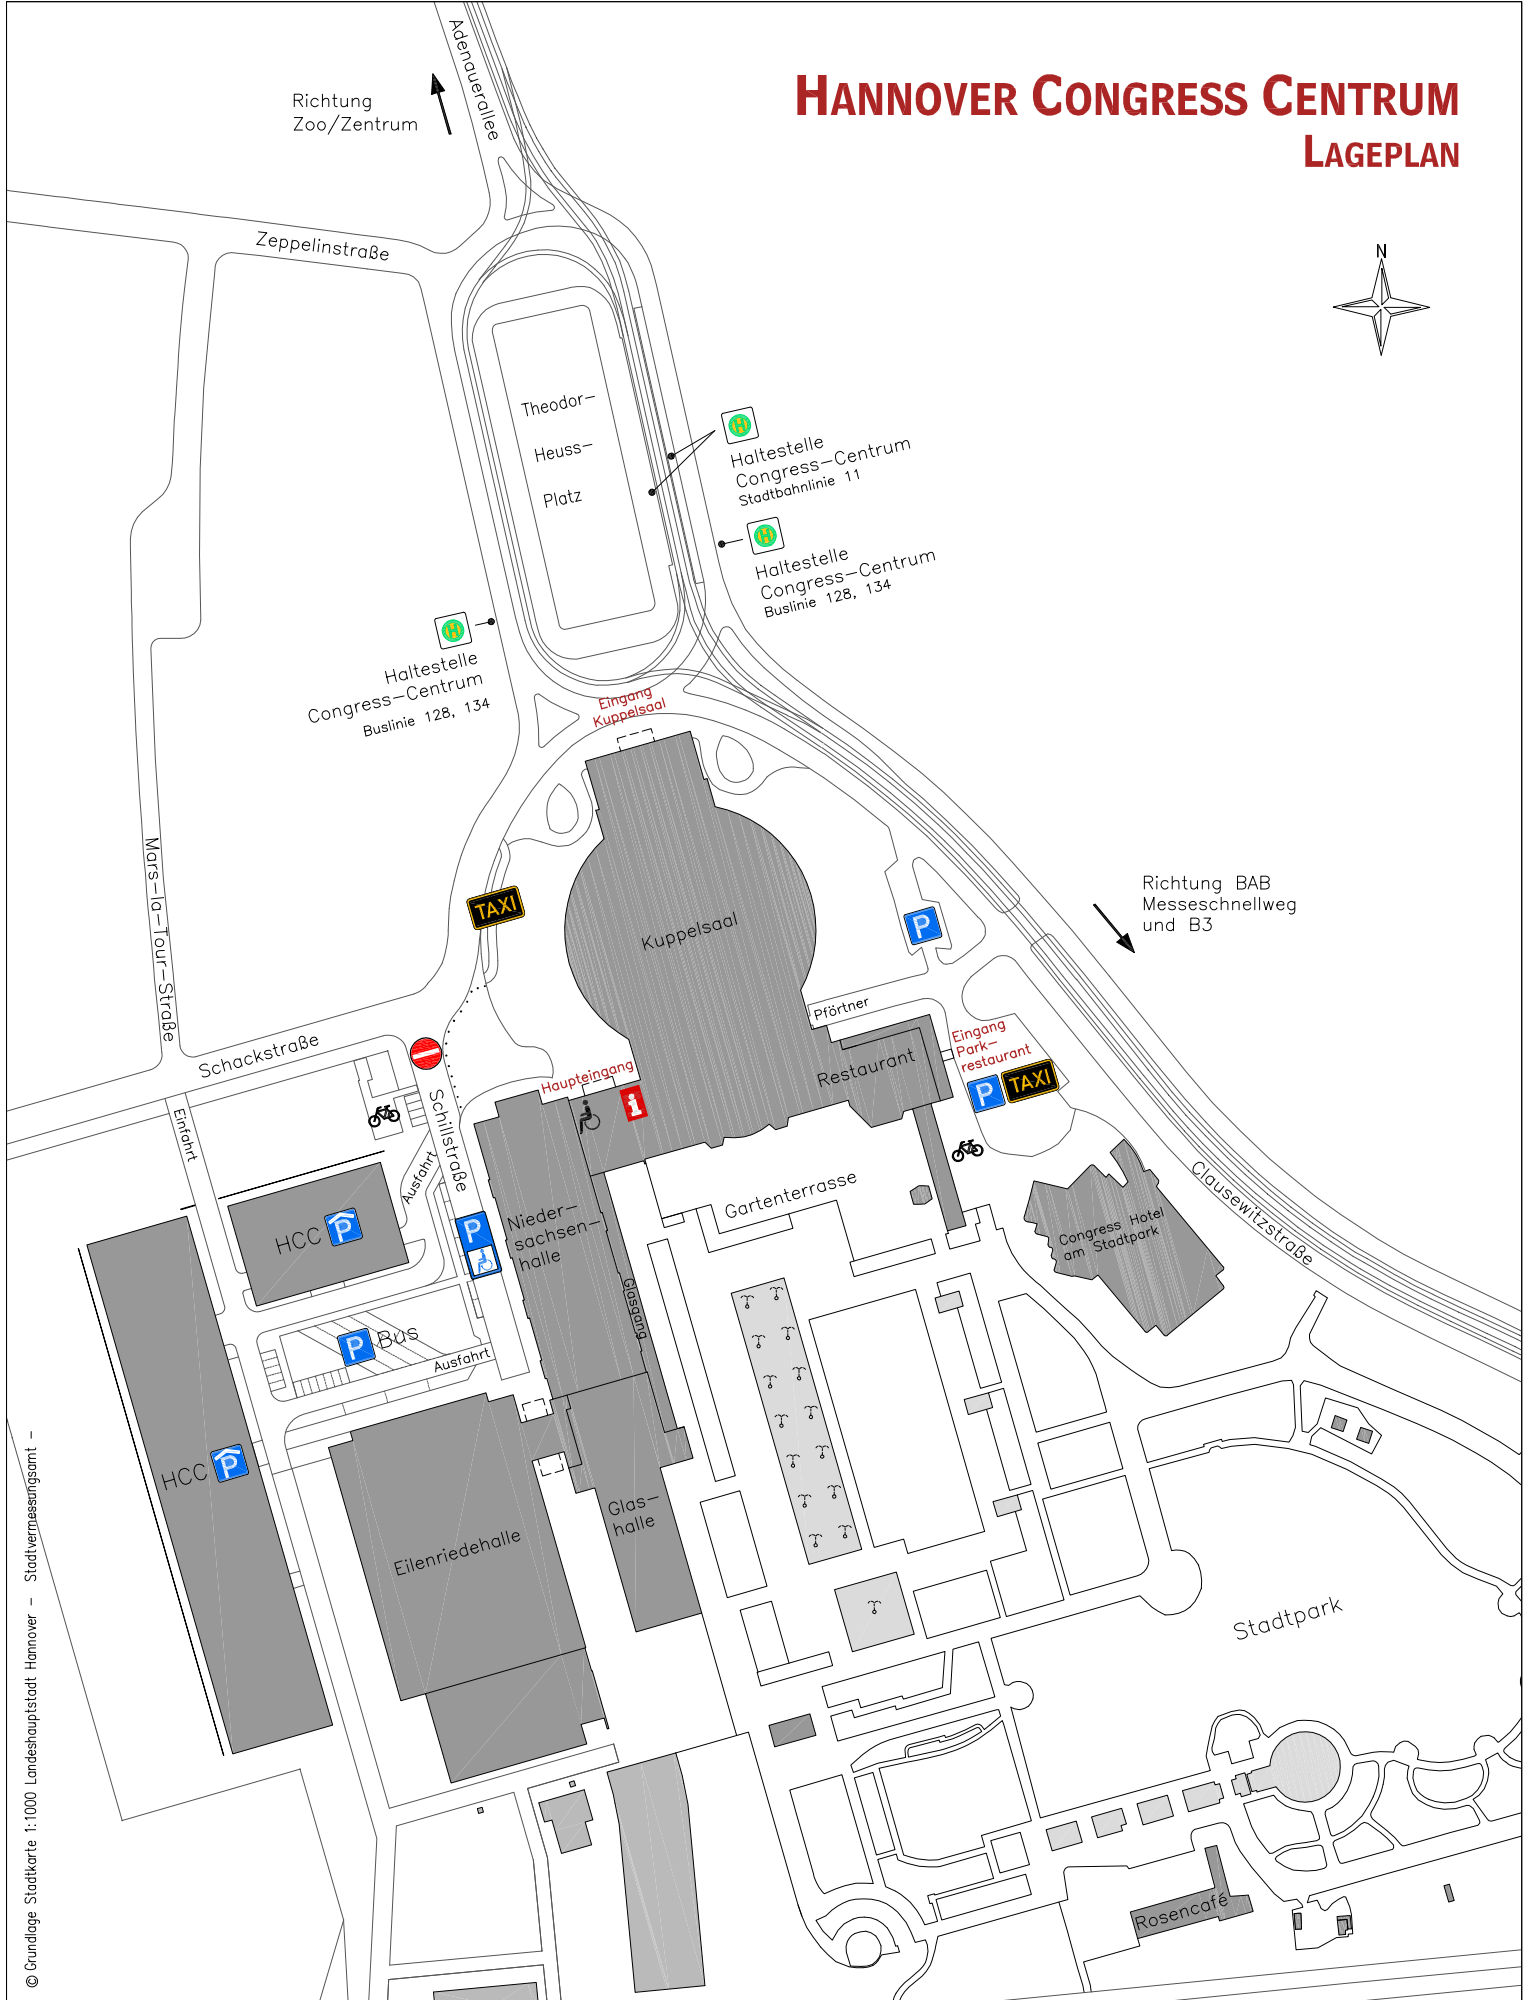 HANNOVER CONGRESS CENTRUM
LAGEPLAN
Adenauerallee
Richtung
Zoo/Zentrum
Zeppelinstraße
N
Theodor-
Heuss-
Platz
H
Haltestelle
Congress-Centrum
Stadtbahnlinie 11
H
Haltestelle
Congress-Centrum
Buslinie 128, 134
H
Haltestelle
Congress-Centrum
Buslinie 128, 134
Eingang
Kuppelsaal
Mars-la-Tour-Straße
TAXI
Kuppelsaal
P
Richtung BAB
Messeschnellweg
und B3
Schackstraße
Pförtner
Eingang
Park-
restaurant
Restaurant
P
TAXI
Haupteingang
i
Einfahrt
Schillstraße
Ausfahrt
Gartenterrasse
Congress Hotel
am Stadtpark
Clausewitzstraße
HCC P
P
Nieder-
sachsen-
halle
Glasgang
P Bus
Ausfahrt
HCC P
Glas-
halle
Eilenriedehalle
Stadtpark
Rosencafé
© Grundlage Stadtkarte 1:1000 Landeshauptstadt Hannover - Stadtvermessungsamt -